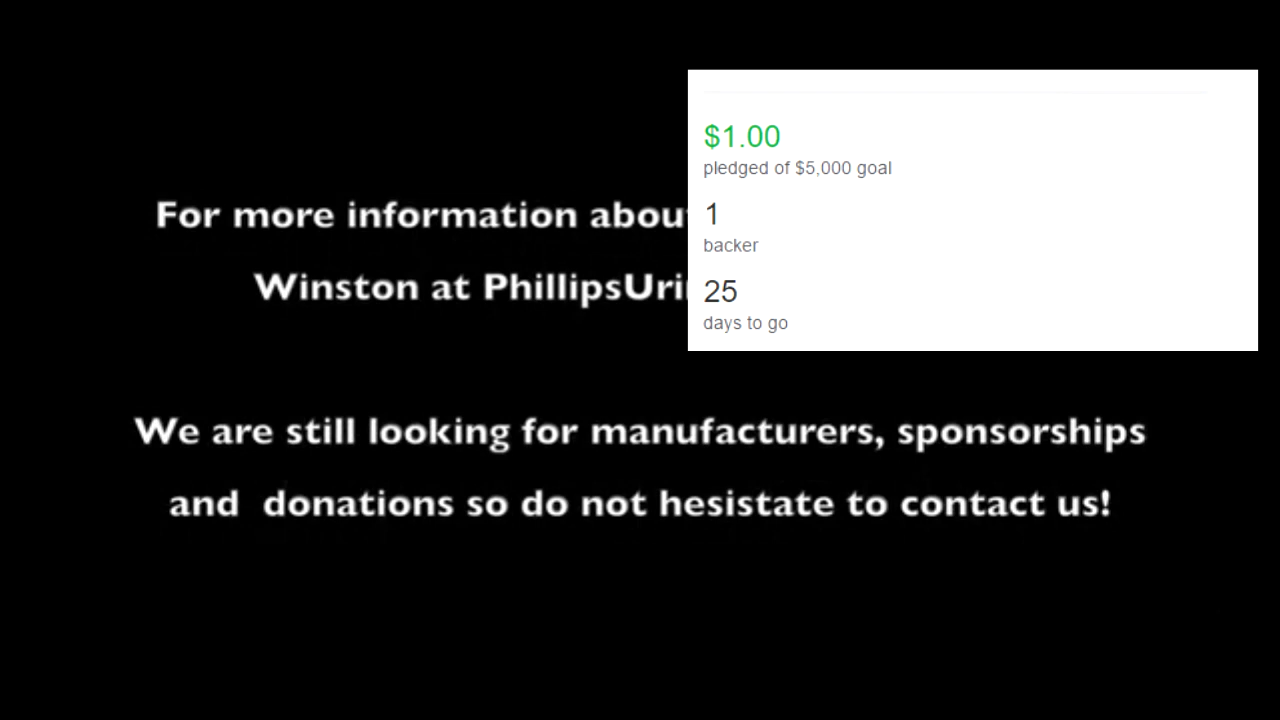 $1.00
pledged of $5,000 goal
1
backer
25
days to go
For more information about
Winston at PhillipsUri
We are still looking for manufacturers, sponsorships
and donations so do not hesistate to contact us!